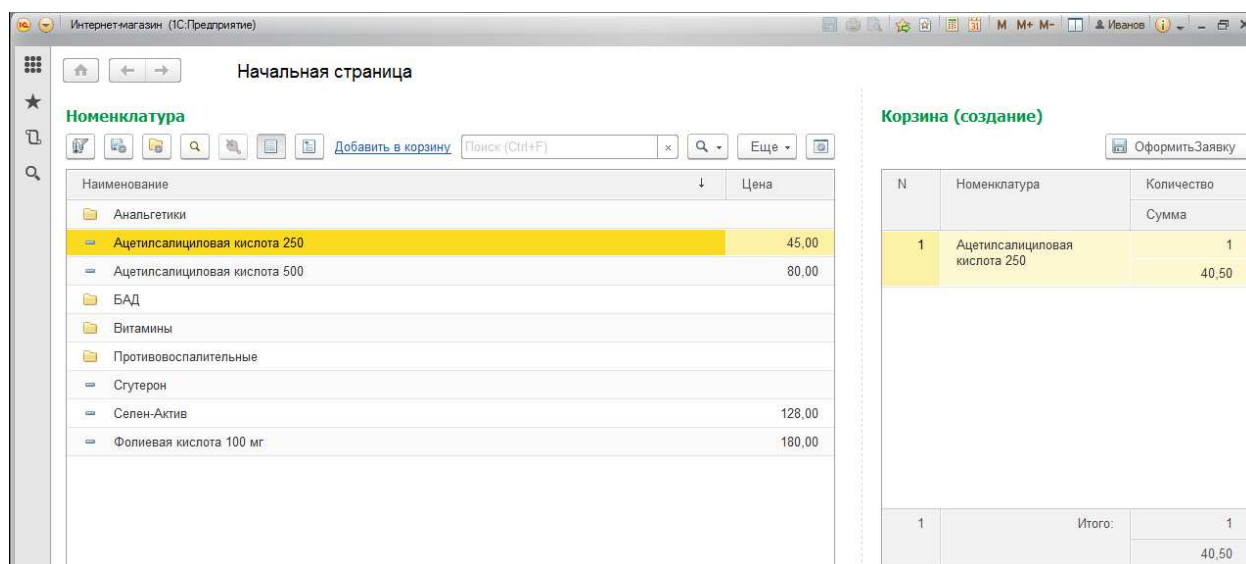 Интернет-магазин (1С:Предприятие)
M M+ M- Иванов
Начальная страница
Номенклатура
Добавить в корзину Поиск (Ctrl+F) Еще
Наименование Цена
Анальгетики
Ацетилсалициловая кислота 250 45,00
Ацетилсалициловая кислота 500 80,00
БАД
Витамины
Противовоспалительные
Сгутерон
Селен-Актив 128,00
Фолиевая кислота 100 мг 180,00
Корзина (создание)
ОформитьЗаявку
N Номенклатура Количество
Сумма
1 Ацетилсалициловая 1
кислота 250
40,50
1 Итого: 1
40,50